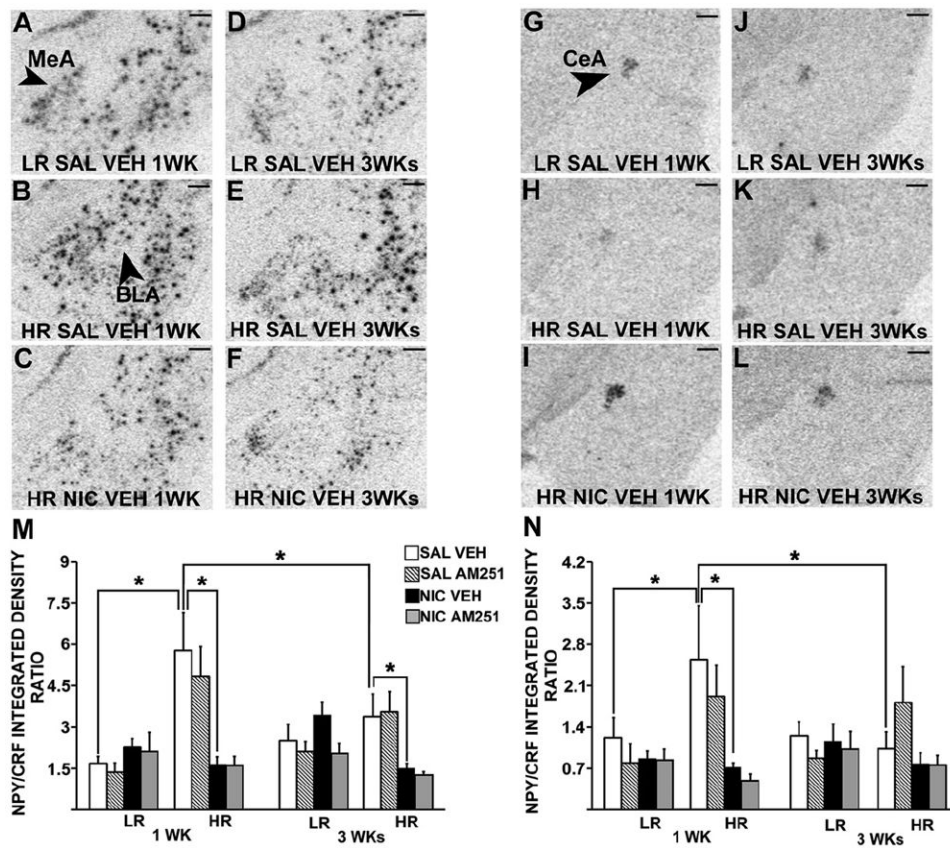 A
MeA
LR SAL VEH 1WK
D
LR SAL VEH 3WKs
G
CeA
LR SAL VEH 1WK
J
LR SAL VEH 3WKs
B
BLA
HR SAL VEH 1WK
E
HR SAL VEH 3WKs
H
HR SAL VEH 1WK
K
HR SAL VEH 3WKs
C
HR NIC VEH 1WK
F
HR NIC VEH 3WKs
I
HR NIC VEH 1WK
L
HR NIC VEH 3WKs
M
NPY/CRF INTEGRATED DENSITY
RATIO
9
7.5
6
4.5
3
1.5
* * * *
SAL VEH
SAL AM251
NIC VEH
NIC AM251
LR HR LR HR
1 WK 3 WKs
N
NPY/CRF INTEGRATED DENSITY
RATIO
4.2
3.5
2.8
2.1
1.4
0.7
* * *
LR HR LR HR
1 WK 3 WKs